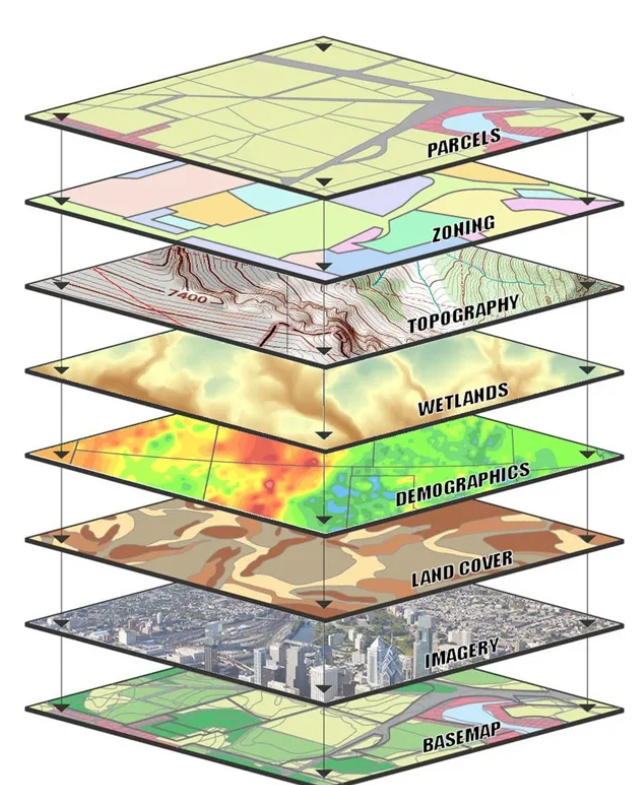 PARCELS
ZONING
7400
TOPOGRAPHY
WETLANDS
DEMOGRAPHICS
LAND COVER
IMAGERY
BASEMAP